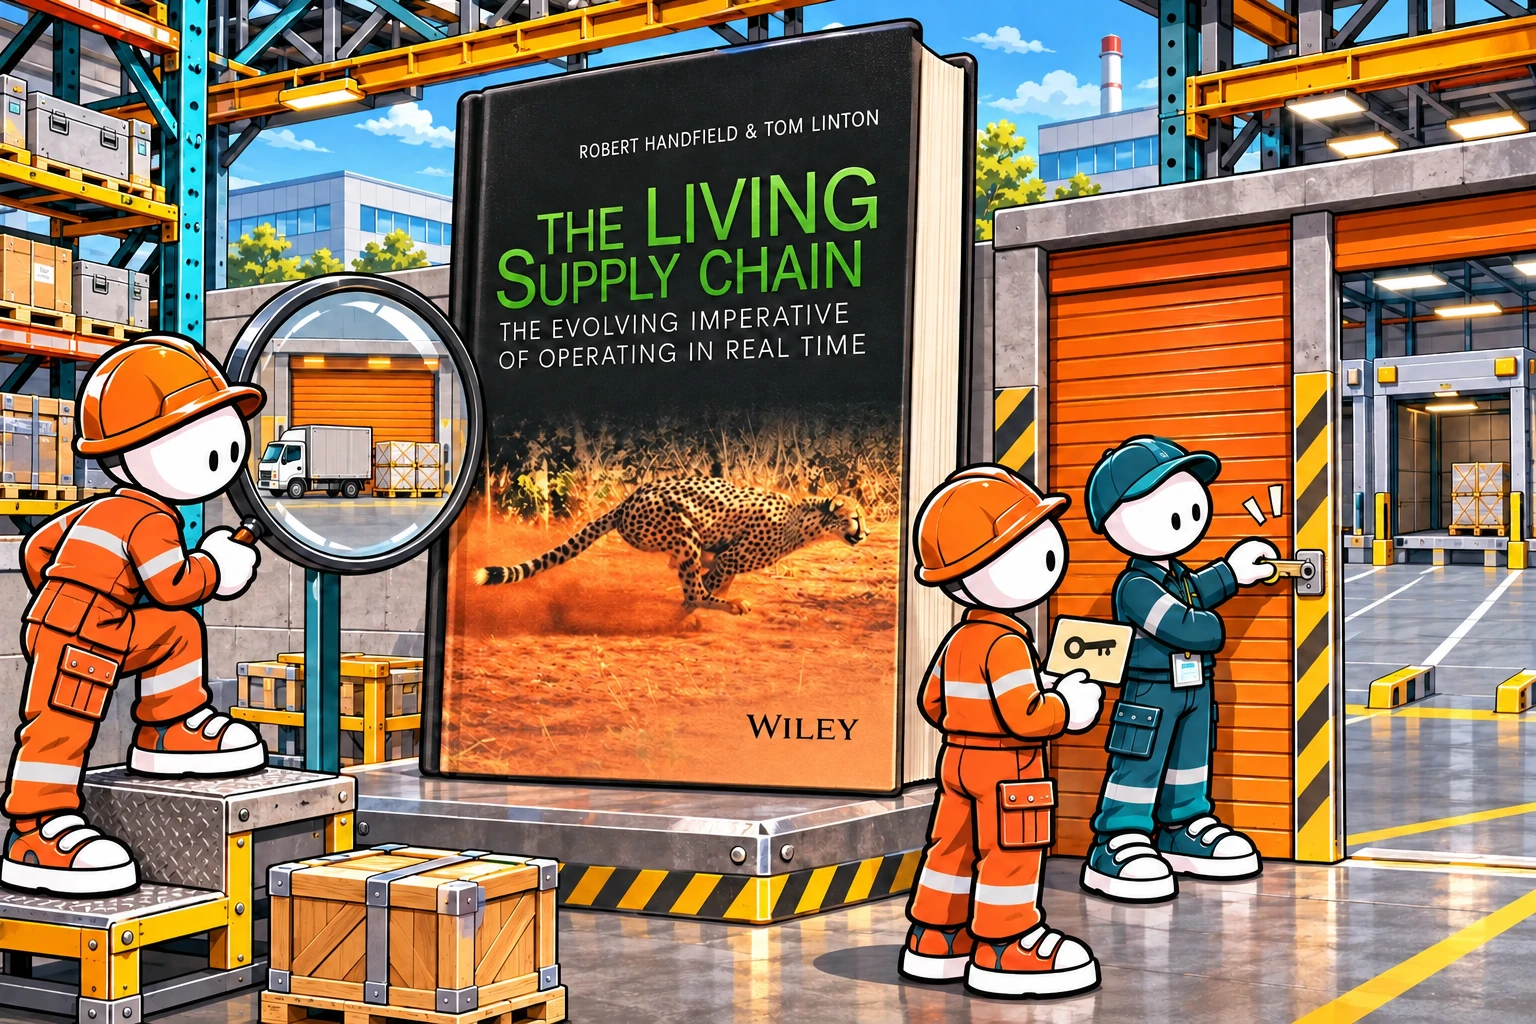 ROBERT HANDFIELD & TOM LINTON
THE LIVING
SUPPLY CHAIN
THE EVOLVING IMPERATIVE
OF OPERATING IN REAL TIME
WILEY